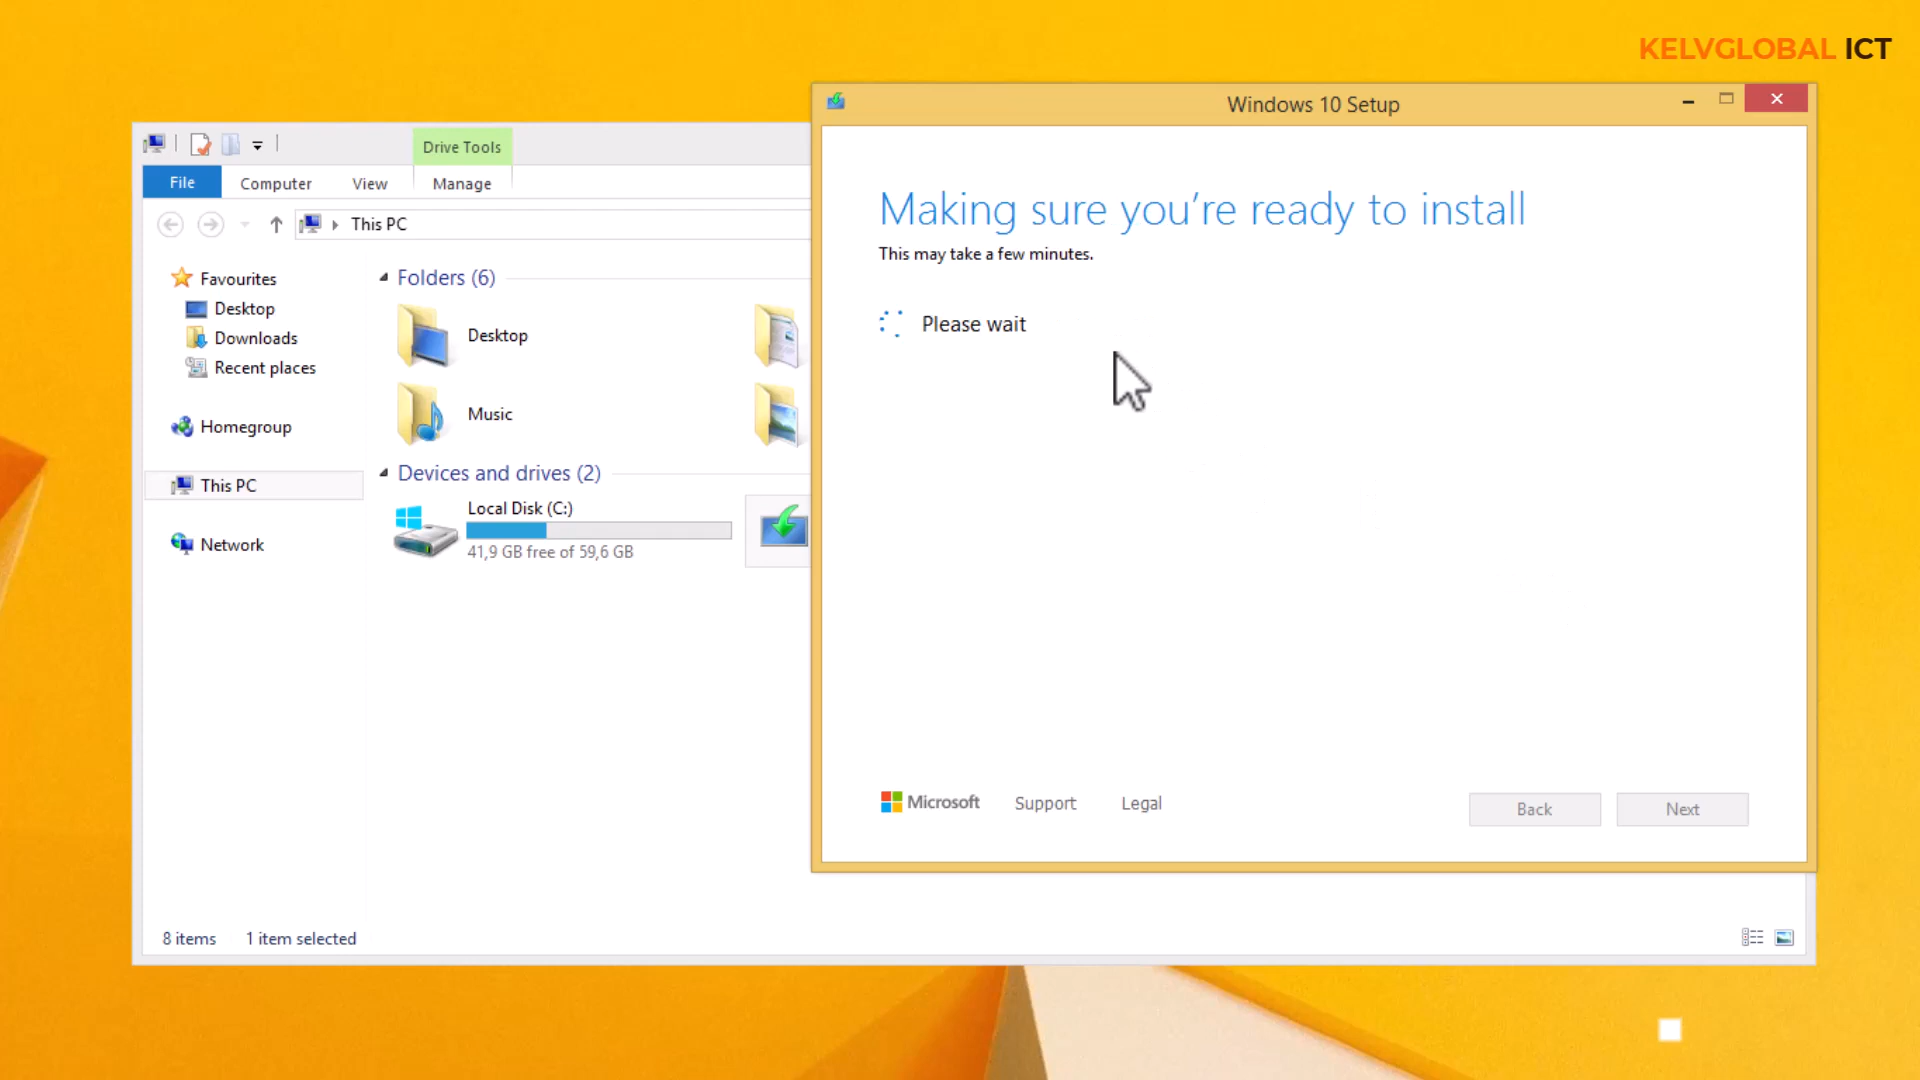 KELVGLOBAL ICT
Windows 10 Setup
Drive Tools
File Computer View Manage
This PC
Favourites
Desktop
Downloads
Recent places
Homegroup
This PC
Network
Folders (6)
Desktop
Music
Devices and drives (2)
Local Disk (C:)
41,9 GB free of 59,6 GB
8 items 1 item selected
Making sure you're ready to install
This may take a few minutes.
Please wait
Microsoft Support Legal
Back Next